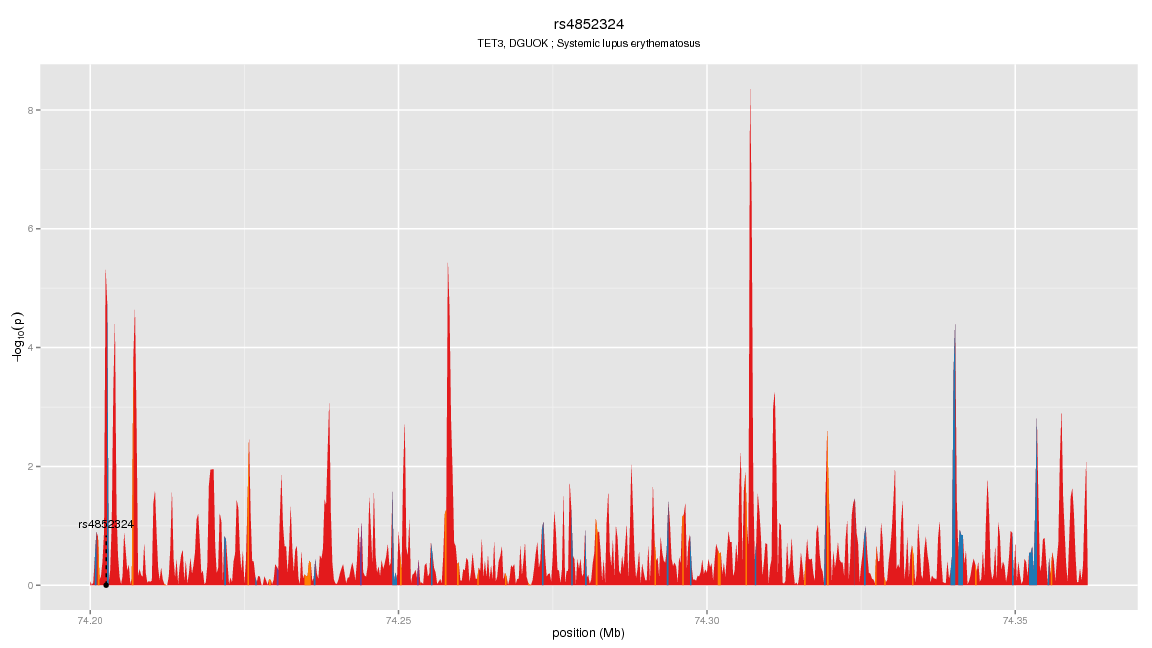 rs4852324
TET3, DGUOK ; Systemic lupus erythematosus
8
6
4
2
0
−log10(p)
rs4852324
74.20 74.25 74.30 74.35
position (Mb)